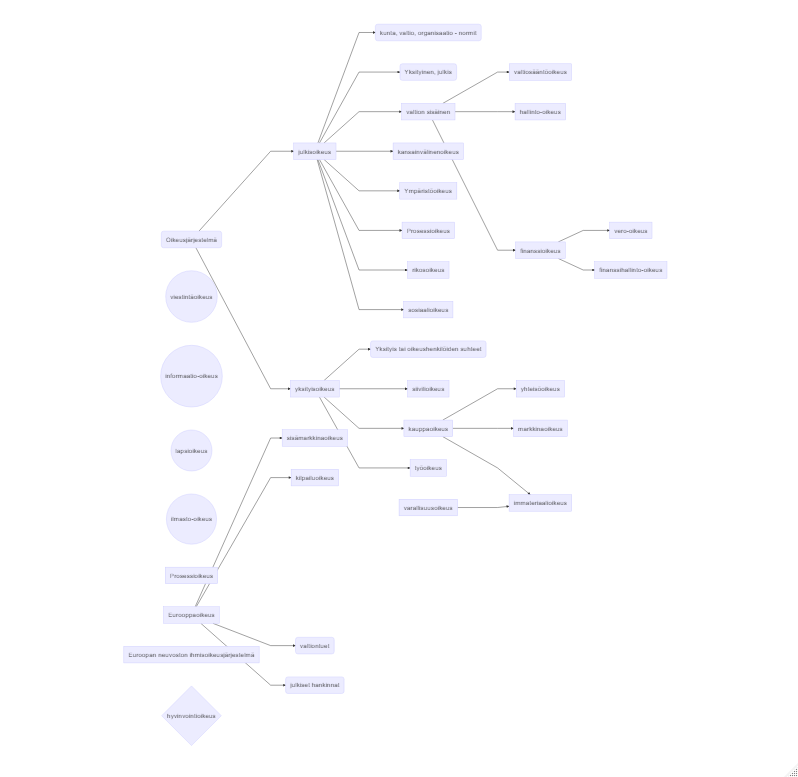 kunta, valtio, organisaatio - normit
Yksityinen, julkis
valtiosääntöoikeus
valtion sisäinen
hallinto-oikeus
julkisoikeus
kansainvälinenoikeus
Ympäristöoikeus
Prosessioikeus
vero-oikeus
Oikeusjärjestelmä
finanssioikeus
rikosoikeus
finanssihallinto-oikeus
viestintäoikeus
sosiaalioikeus
Yksityis tai oikeushenkilöiden suhteet
informaatio-oikeus
yksityisoikeus
siviilioikeus
yhteisöoikeus
kauppaoikeus
markkinaoikeus
sisämarkkinaoikeus
lapsioikeus
työoikeus
kilpailuoikeus
varallisuusoikeus
immateriaalioikeus
ilmasto-oikeus
Prosessioikeus
Eurooppaoikeus
valtiontuet
Euroopan neuvoston ihmisoikeusjärjestelmä
julkiset hankinnat
hyvinvointioikeus